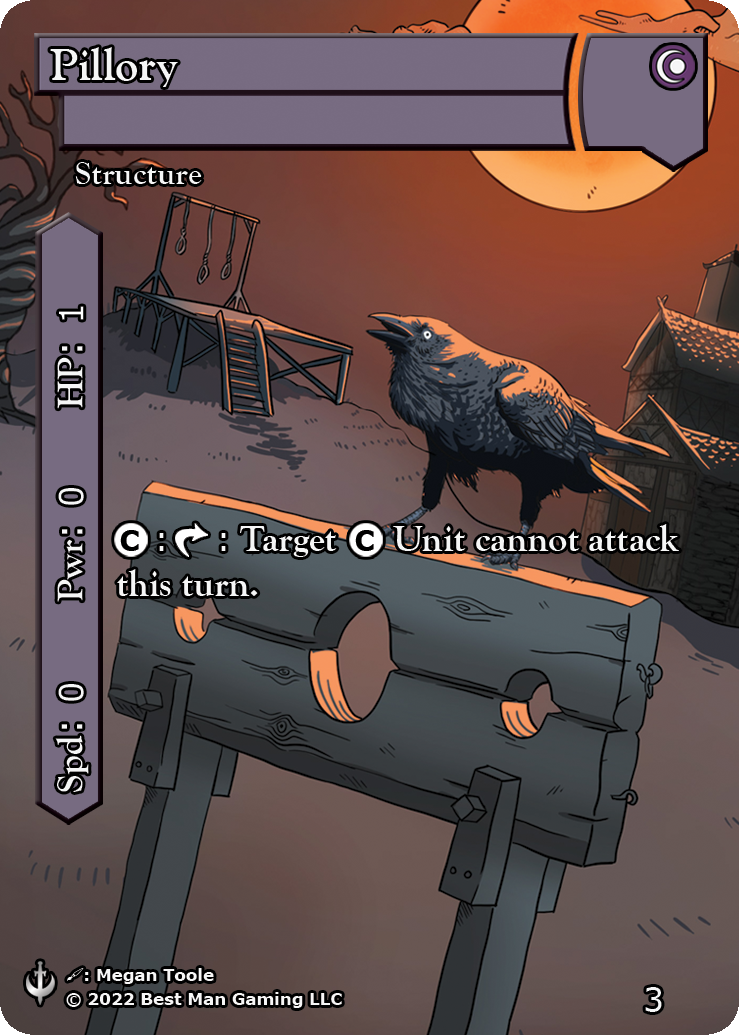 Pillory
Structure
HP: 1
Pwr: 0
Spd: 0
C : : Target C Unit cannot attack
this turn.
: Megan Toole
© 2022 Best Man Gaming LLC
3